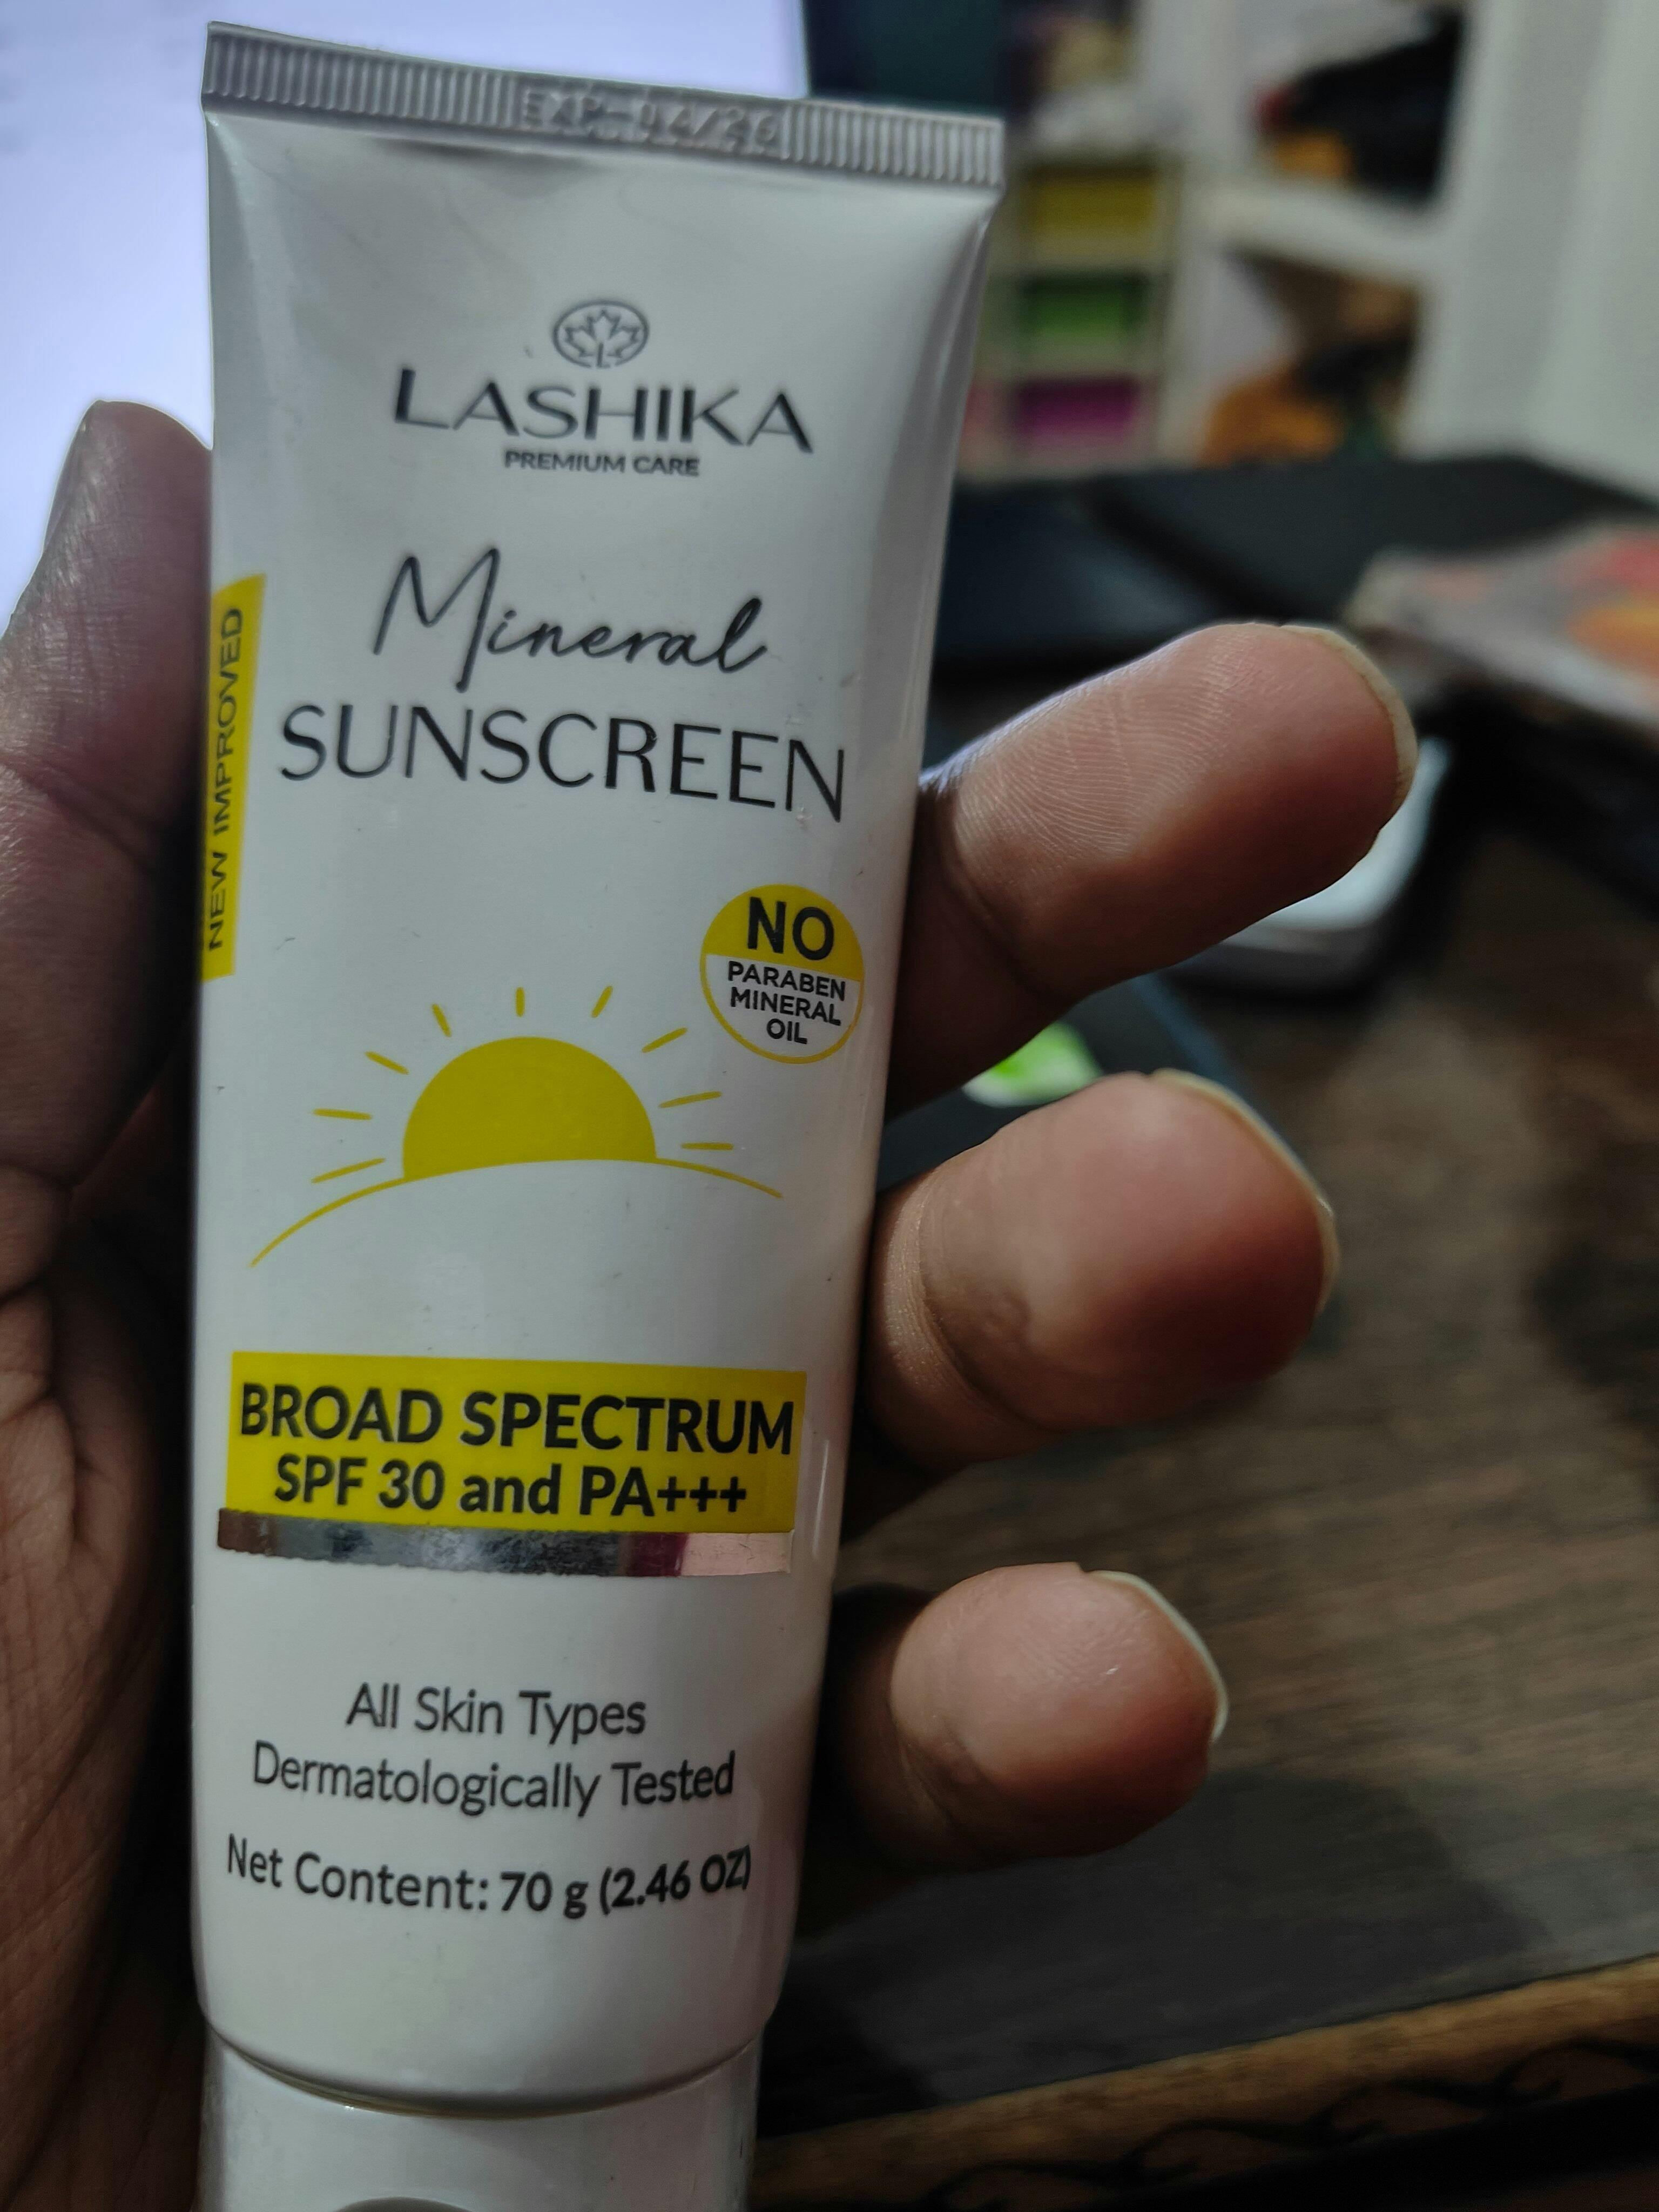 EXP-04/26
LASHIKA
PREMIUM CARE
Mineral
SUNSCREEN
NEW IMPROVED
NO
PARABEN
MINERAL
OIL
BROAD SPECTRUM
SPF 30 and PA+++
All Skin Types
Dermatologically Tested
Net Content: 70 g (2.46 OZ)